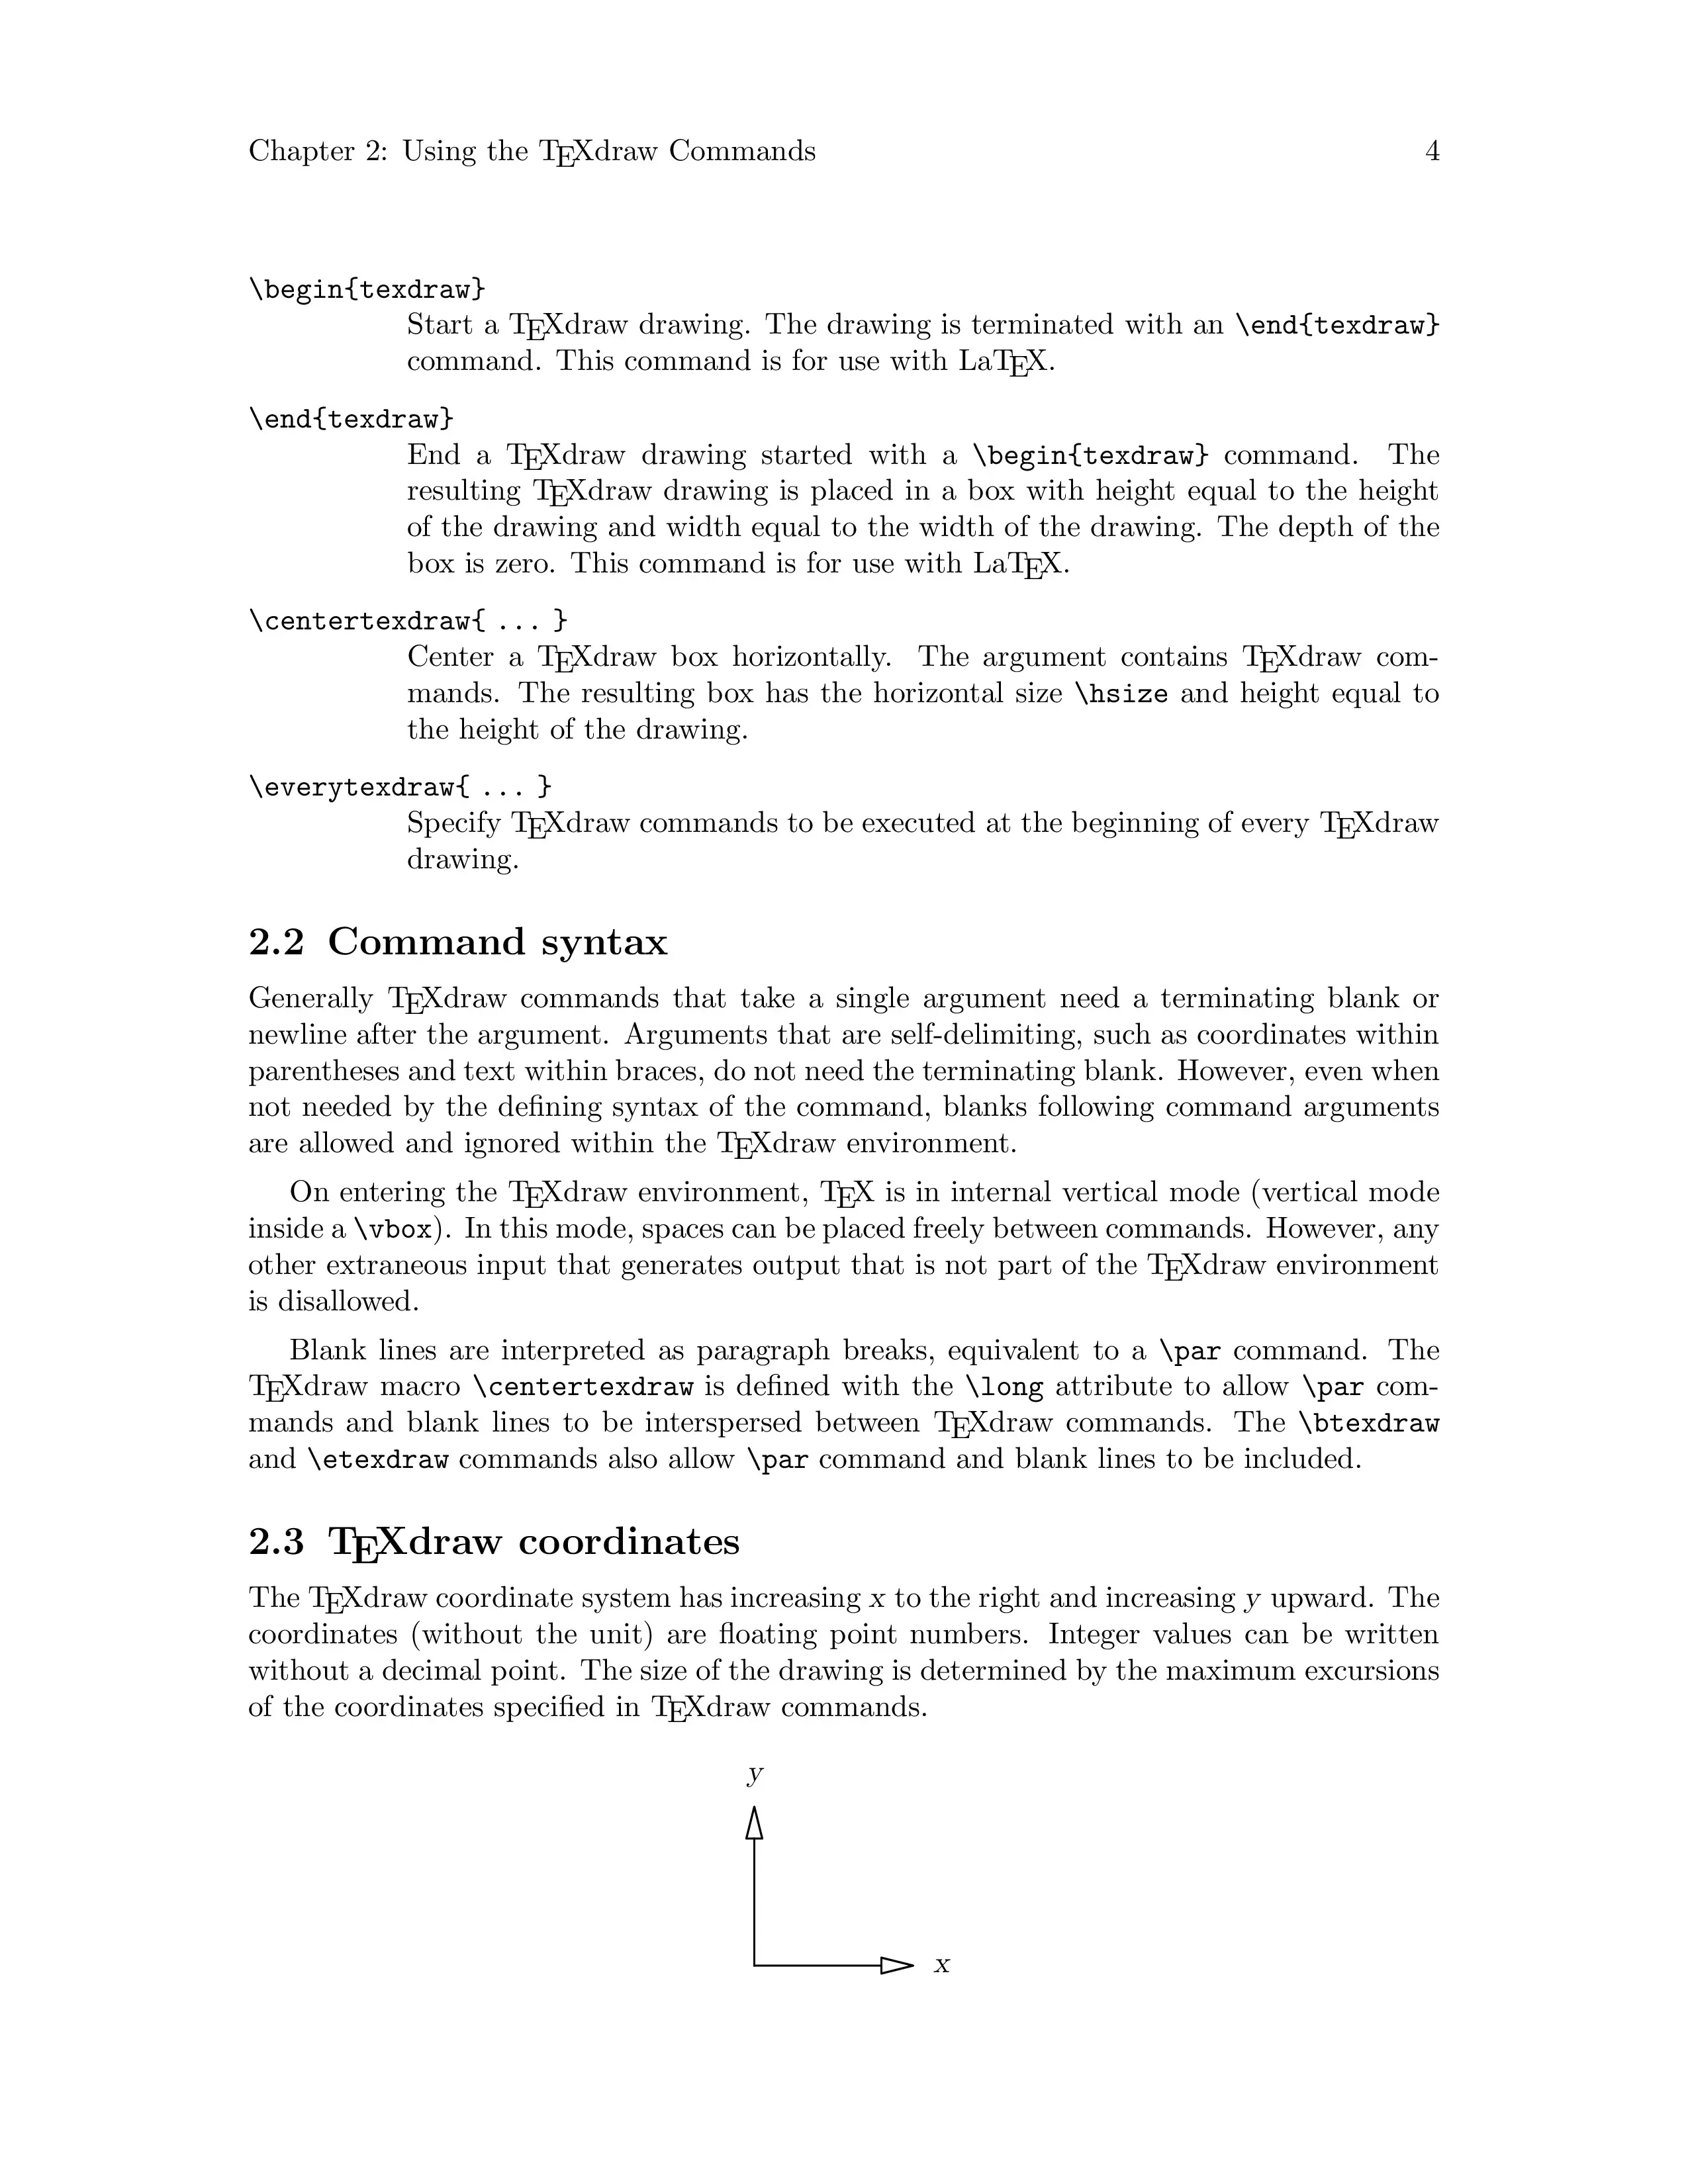 Chapter 2: Using the TEXdraw Commands 4
\begin{texdraw}
Start a TEXdraw drawing. The drawing is terminated with an \end{texdraw}
command. This command is for use with LaTEX.
\end{texdraw}
End a TEXdraw drawing started with a \begin{texdraw} command. The
resulting TEXdraw drawing is placed in a box with height equal to the height
of the drawing and width equal to the width of the drawing. The depth of the
box is zero. This command is for use with LaTEX.
\centertexdraw{ ... }
Center a TEXdraw box horizontally. The argument contains TEXdraw com-
mands. The resulting box has the horizontal size \hsize and height equal to
the height of the drawing.
\everytexdraw{ ... }
Specify TEXdraw commands to be executed at the beginning of every TEXdraw
drawing.
2.2 Command syntax
Generally TEXdraw commands that take a single argument need a terminating blank or
newline after the argument. Arguments that are self-delimiting, such as coordinates within
parentheses and text within braces, do not need the terminating blank. However, even when
not needed by the defining syntax of the command, blanks following command arguments
are allowed and ignored within the TEXdraw environment.
On entering the TEXdraw environment, TEX is in internal vertical mode (vertical mode
inside a \vbox). In this mode, spaces can be placed freely between commands. However, any
other extraneous input that generates output that is not part of the TEXdraw environment
is disallowed.
Blank lines are interpreted as paragraph breaks, equivalent to a \par command. The
TEXdraw macro \centertexdraw is defined with the \long attribute to allow \par com-
mands and blank lines to be interspersed between TEXdraw commands. The \btexdraw
and \etexdraw commands also allow \par command and blank lines to be included.
2.3 TEXdraw coordinates
The TEXdraw coordinate system has increasing x to the right and increasing y upward. The
coordinates (without the unit) are floating point numbers. Integer values can be written
without a decimal point. The size of the drawing is determined by the maximum excursions
of the coordinates specified in TEXdraw commands.
y
x